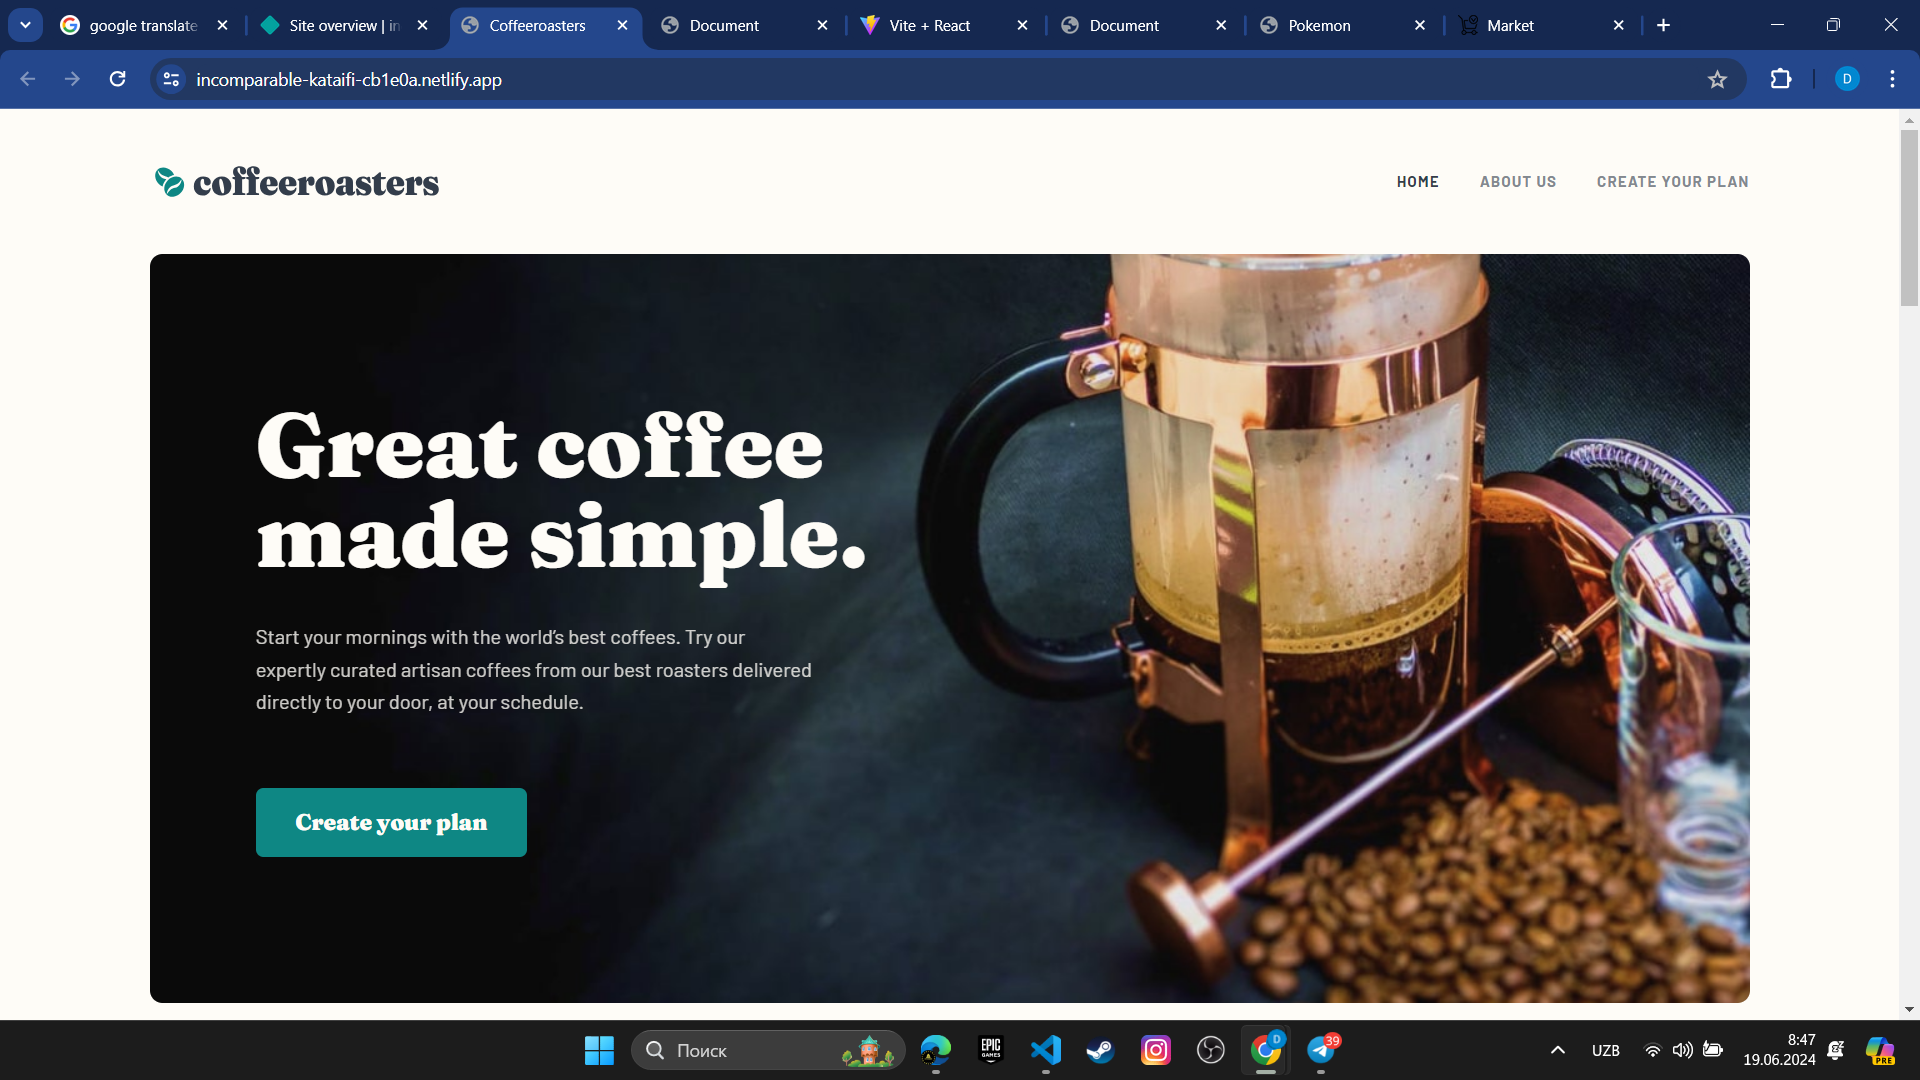 google translate
Site overview | in
Coffeeroasters
Document
Vite + React
Document
Pokemon
Market
incomparable-kataifi-cb1e0a.netlify.app
D
coffeeroasters
HOME
ABOUT US
CREATE YOUR PLAN
Great coffee
made simple.
Start your mornings with the world's best coffees. Try our
expertly curated artisan coffees from our best roasters delivered
directly to your door, at your schedule.
Create your plan
Поиск
EPIC
GAMES
D
39
UZB
8:47
19.06.2024
PRE